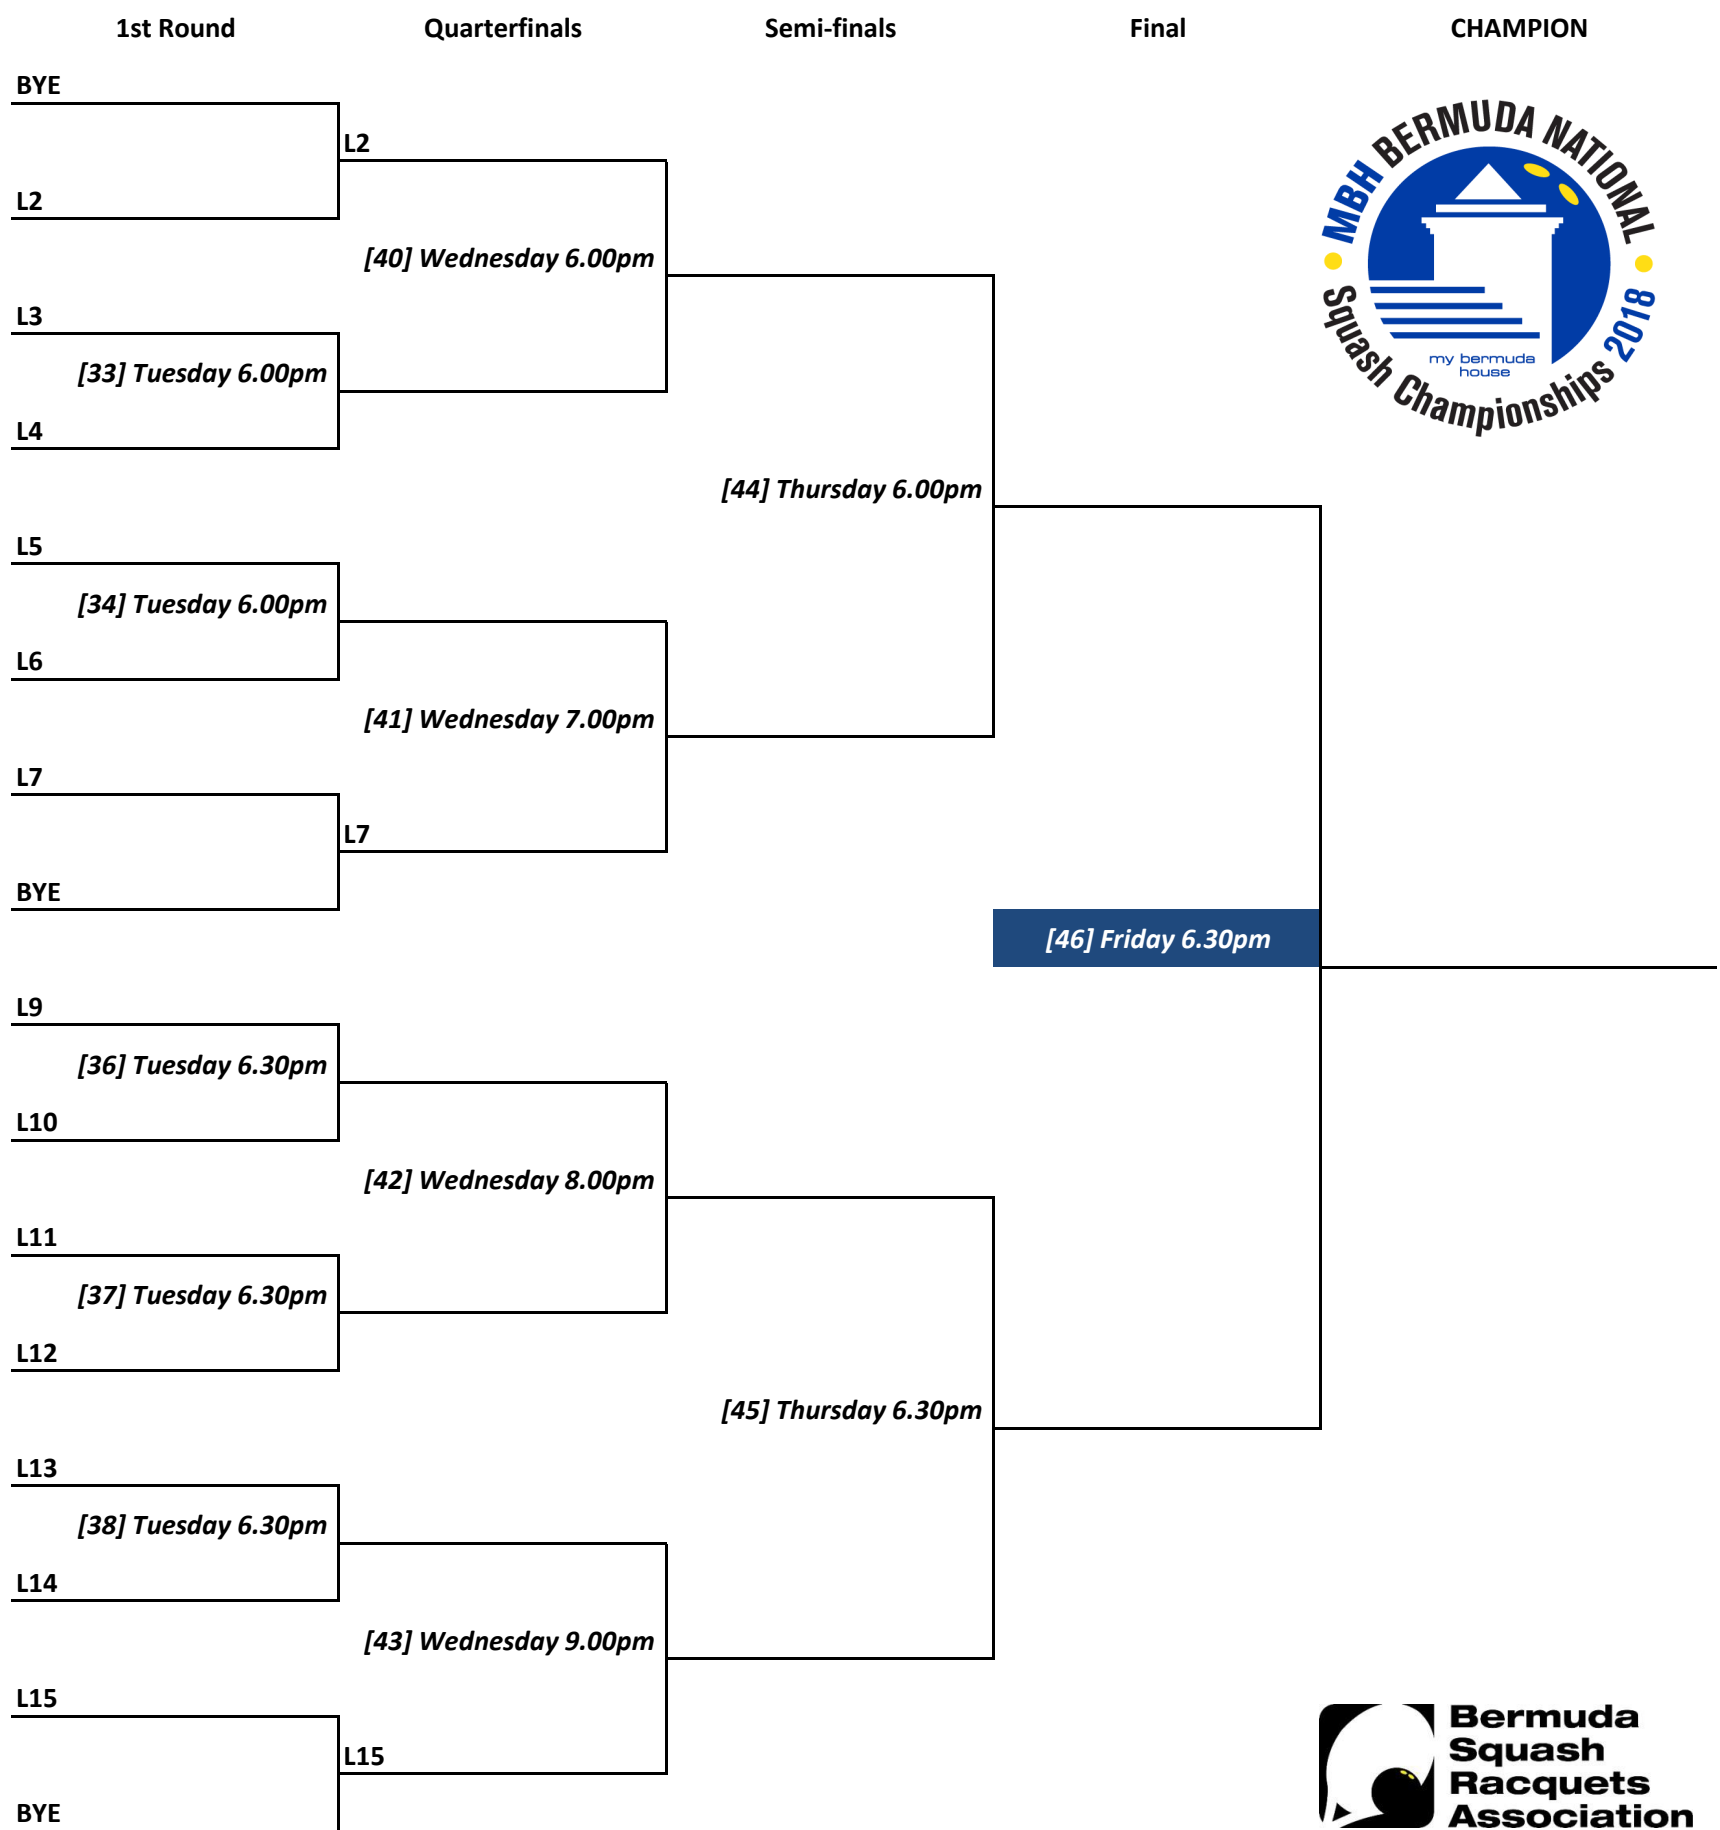 1st Round Quarterfinals Semi-finals Final CHAMPION
BYE
L2
L2
[40] Wednesday 6.00pm
L3
[33] Tuesday 6.00pm
L4
[44] Thursday 6.00pm
L5
[34] Tuesday 6.00pm
L6
[41] Wednesday 7.00pm
L7
L7
BYE
[46] Friday 6.30pm
L9
[36] Tuesday 6.30pm
L10
[42] Wednesday 8.00pm
L11
[37] Tuesday 6.30pm
L12
[45] Thursday 6.30pm
L13
[38] Tuesday 6.30pm
L14
[43] Wednesday 9.00pm
L15
L15
BYE
MBH BERMUDA NATIONAL
Squash Championships 2018
my bermuda
house
Bermuda
Squash
Racquets
Association